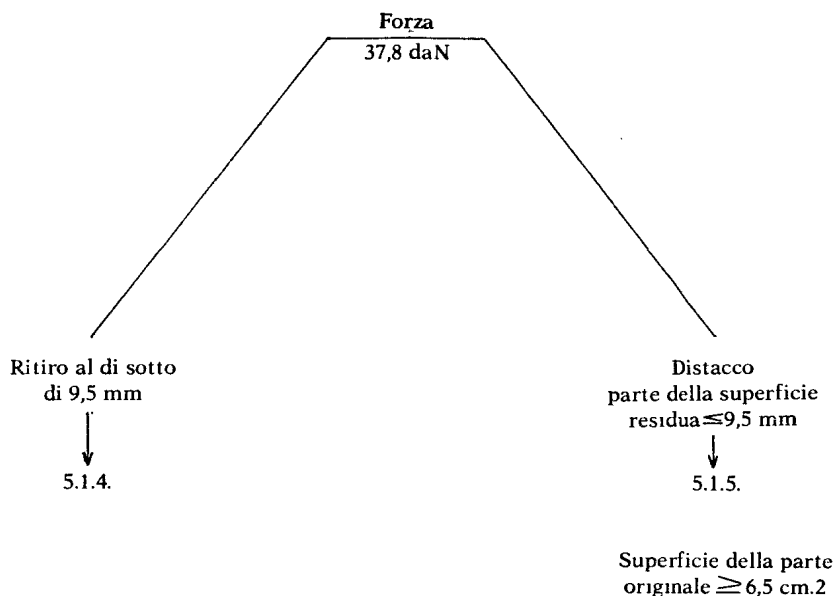 Forza
37,8 daN
Ritiro al di sotto
di 9,5 mm
5.1.4.
Distacco
parte della superficie
residua≦9,5 mm
5.1.5.
Superficie della parte
originale ≧6,5 cm.2